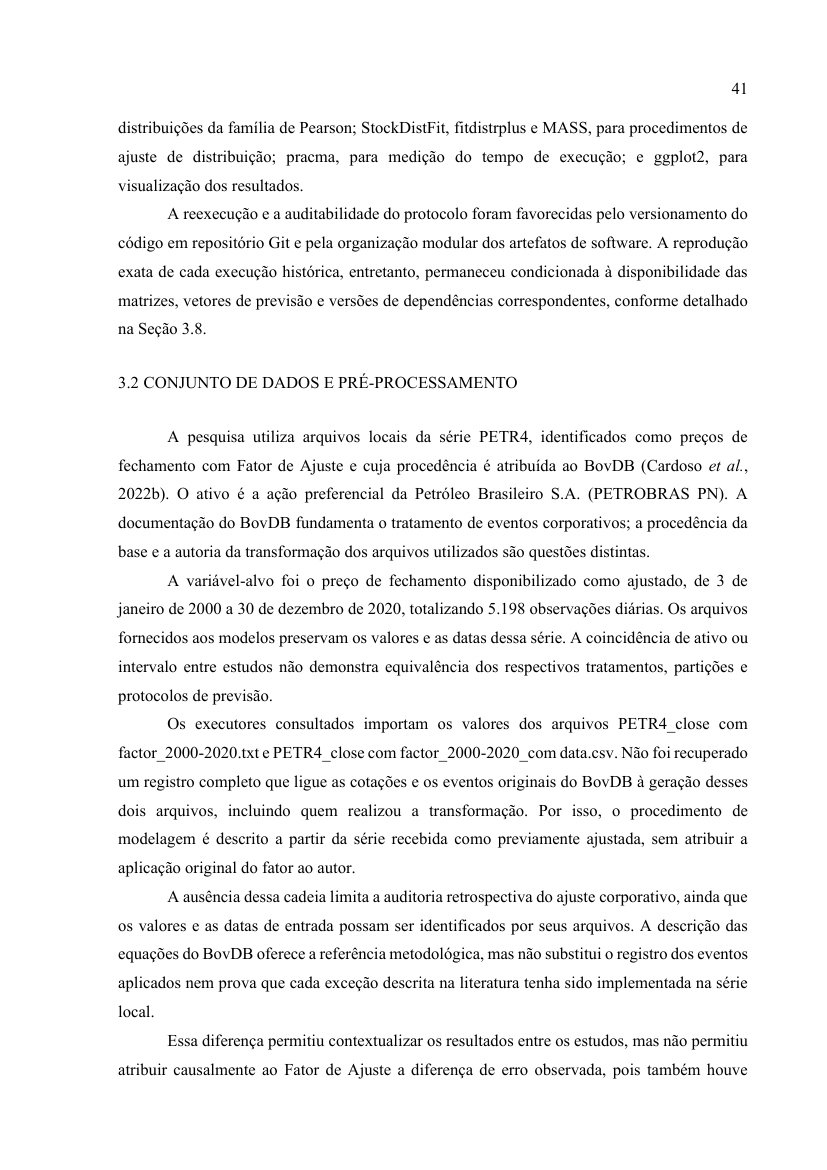 41
distribuições da família de Pearson; StockDistFit, fitdistrplus e MASS, para procedimentos de
ajuste de distribuição; pracma, para medição do tempo de execução; e ggplot2, para
visualização dos resultados.
A reexecução e a auditabilidade do protocolo foram favorecidas pelo versionamento do
código em repositório Git e pela organização modular dos artefatos de software. A reprodução
exata de cada execução histórica, entretanto, permaneceu condicionada à disponibilidade das
matrizes, vetores de previsão e versões de dependências correspondentes, conforme detalhado
na Seção 3.8.
3.2 CONJUNTO DE DADOS E PRÉ-PROCESSAMENTO
A pesquisa utiliza arquivos locais da série PETR4, identificados como preços de
fechamento com Fator de Ajuste e cuja procedência é atribuída ao BovDB (Cardoso et al.,
2022b). O ativo é a ação preferencial da Petróleo Brasileiro S.A. (PETROBRAS PN). A
documentação do BovDB fundamenta o tratamento de eventos corporativos; a procedência da
base e a autoria da transformação dos arquivos utilizados são questões distintas.
A variável-alvo foi o preço de fechamento disponibilizado como ajustado, de 3 de
janeiro de 2000 a 30 de dezembro de 2020, totalizando 5.198 observações diárias. Os arquivos
fornecidos aos modelos preservam os valores e as datas dessa série. A coincidência de ativo ou
intervalo entre estudos não demonstra equivalência dos respectivos tratamentos, partições e
protocolos de previsão.
Os executores consultados importam os valores dos arquivos PETR4_close com
factor_2000-2020.txt e PETR4_close com factor_2000-2020_com data.csv. Não foi recuperado
um registro completo que ligue as cotações e os eventos originais do BovDB à geração desses
dois arquivos, incluindo quem realizou a transformação. Por isso, o procedimento de
modelagem é descrito a partir da série recebida como previamente ajustada, sem atribuir a
aplicação original do fator ao autor.
A ausência dessa cadeia limita a auditoria retrospectiva do ajuste corporativo, ainda que
os valores e as datas de entrada possam ser identificados por seus arquivos. A descrição das
equações do BovDB oferece a referência metodológica, mas não substitui o registro dos eventos
aplicados nem prova que cada exceção descrita na literatura tenha sido implementada na série
local.
Essa diferença permitiu contextualizar os resultados entre os estudos, mas não permitiu
atribuir causalmente ao Fator de Ajuste a diferença de erro observada, pois também houve